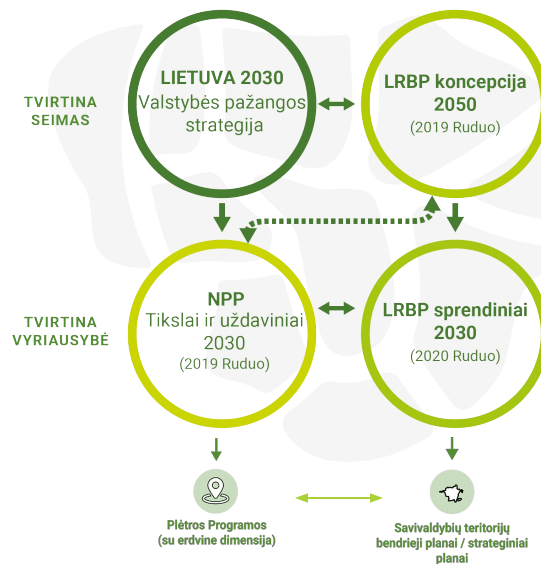 TVIRTINA
SEIMAS
LIETUVA 2030
Valstybės pažangos
strategija
LRBP koncepcija
2050
(2019 Ruduo)
TVIRTINA
VYRIAUSYBĖ
NPP
Tikslai ir uždaviniai
2030
(2019 Ruduo)
LRBP sprendiniai
2030
(2020 Ruduo)
Plėtros Programos
(su erdvine dimensija)
Savivaldybių teritorijų
bendrieji planai / strateginiai
planai